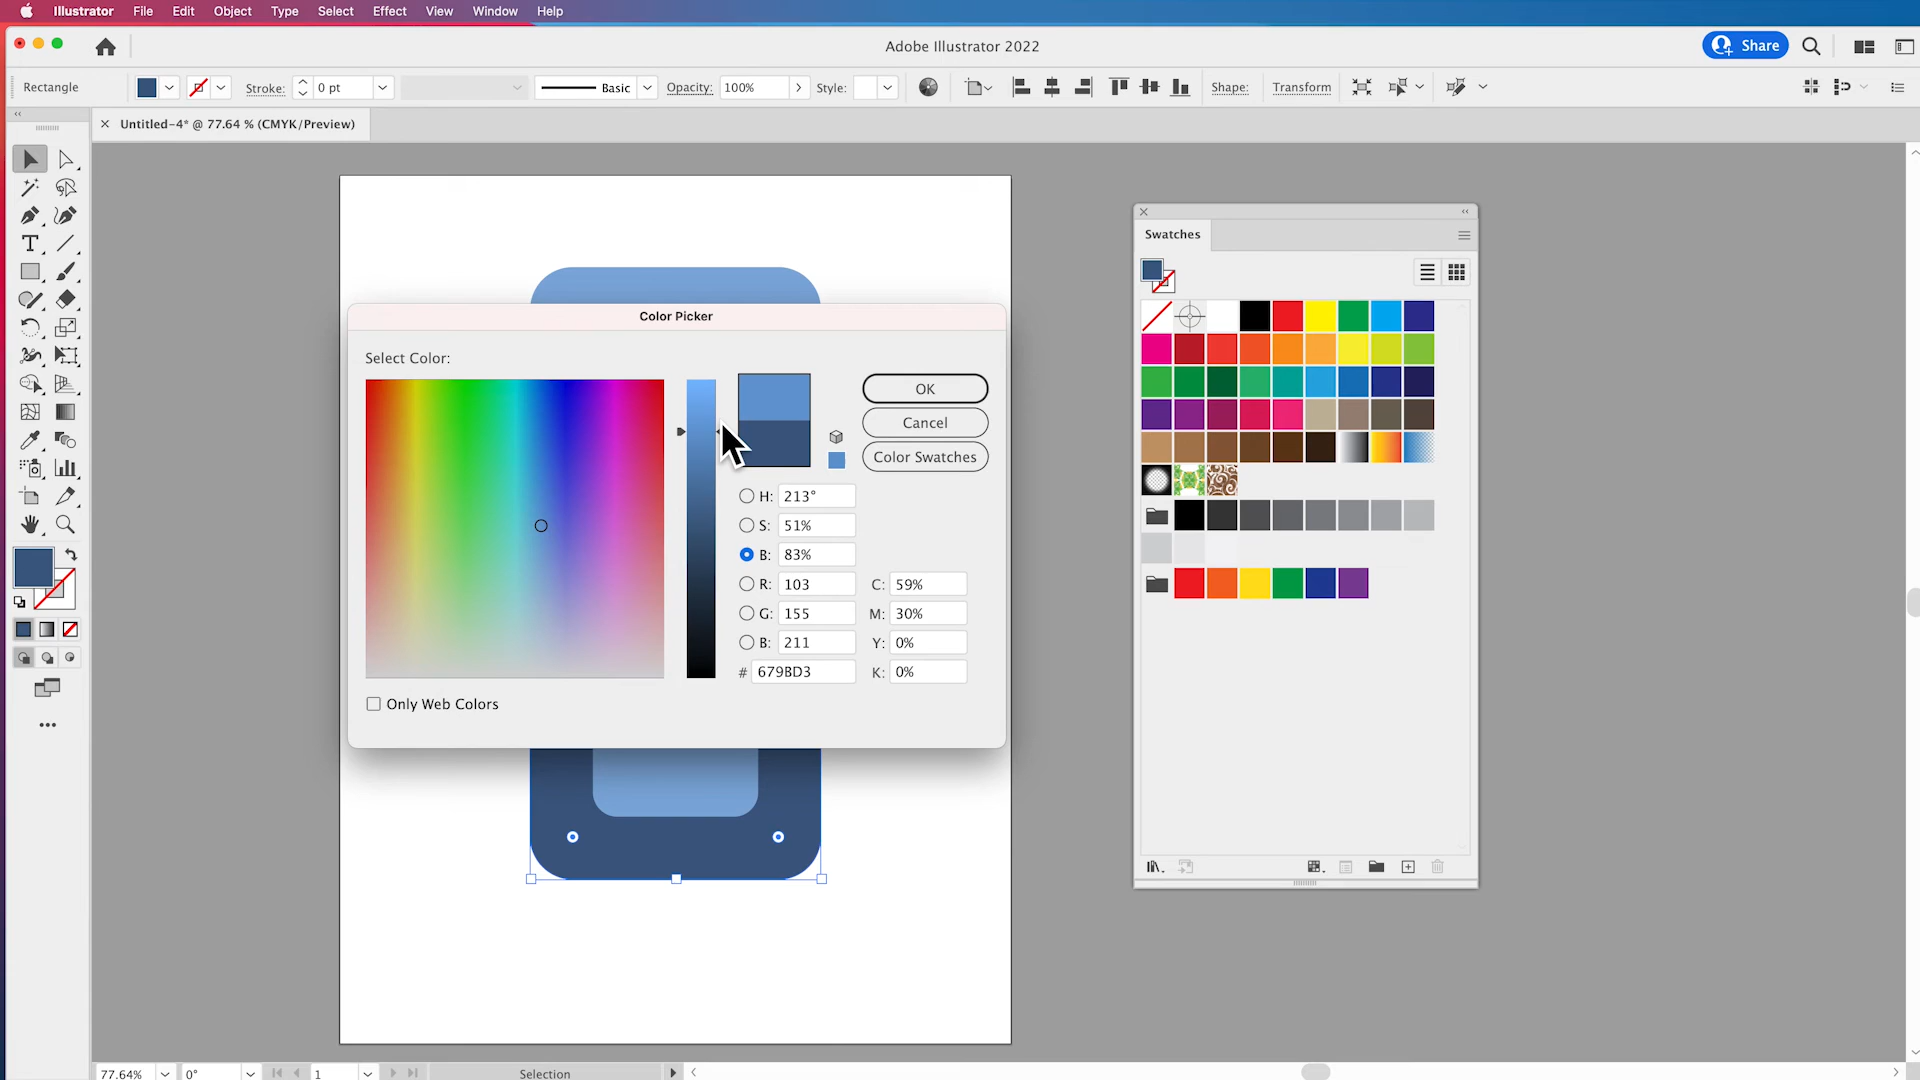 Illustrator File Edit Object Type Select Effect View Window Help
Adobe Illustrator 2022
Share
Rectangle Stroke: 0 pt Basic Opacity: 100% Style: Shape: Transform
Untitled-4* @ 77.64 % (CMYK/Preview)
Swatches
Color Picker
Select Color:
OK
Cancel
Color Swatches
H: 213°
S: 51%
B: 83%
R: 103 C: 59%
G: 155 M: 30%
B: 211 Y: 0%
# 679BD3 K: 0%
Only Web Colors
77.64% 0° 1 Selection